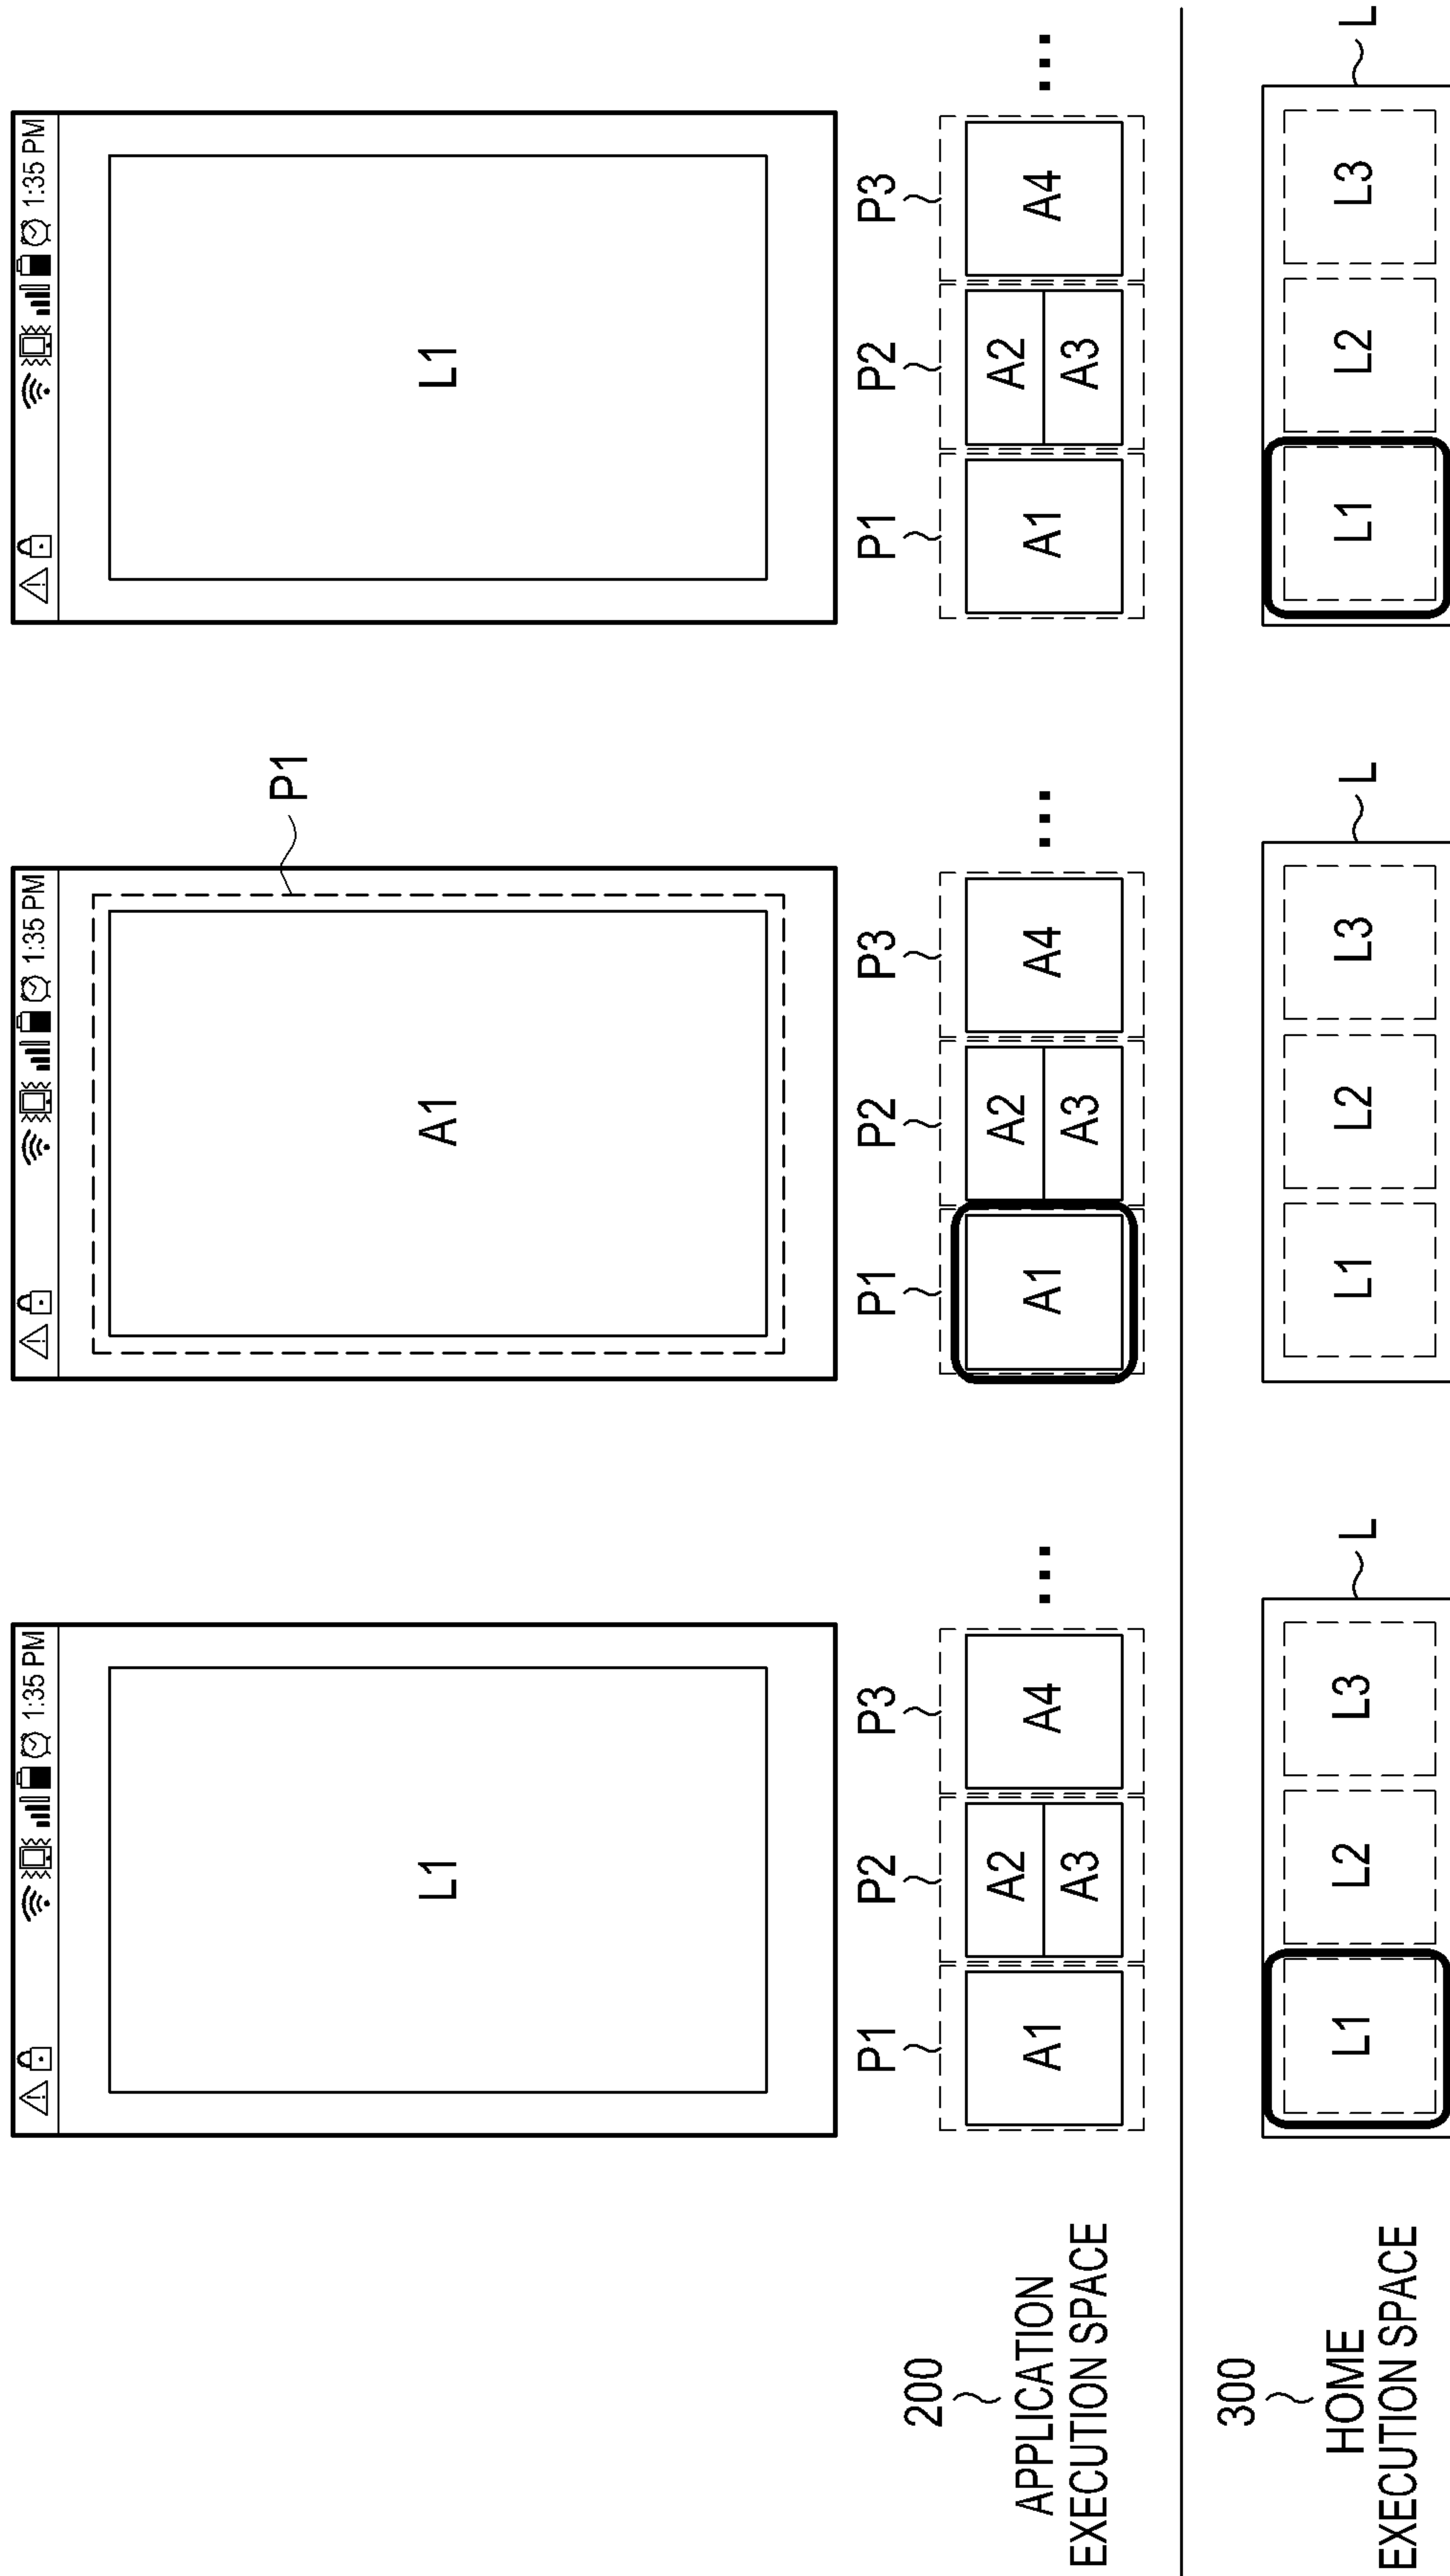 1:35 PM
L1
P1 P2 P3
A1 A2 A4 ...
A3
L1 L2 L3 L
1:35 PM
A1
P1
P1 P2 P3
A1 A2 A4 ...
A3
L1 L2 L3 L
1:35 PM
L1
P1 P2 P3
A1 A2 A4 ...
A3
L1 L2 L3 L
200
APPLICATION
EXECUTION SPACE
300
HOME
EXECUTION SPACE